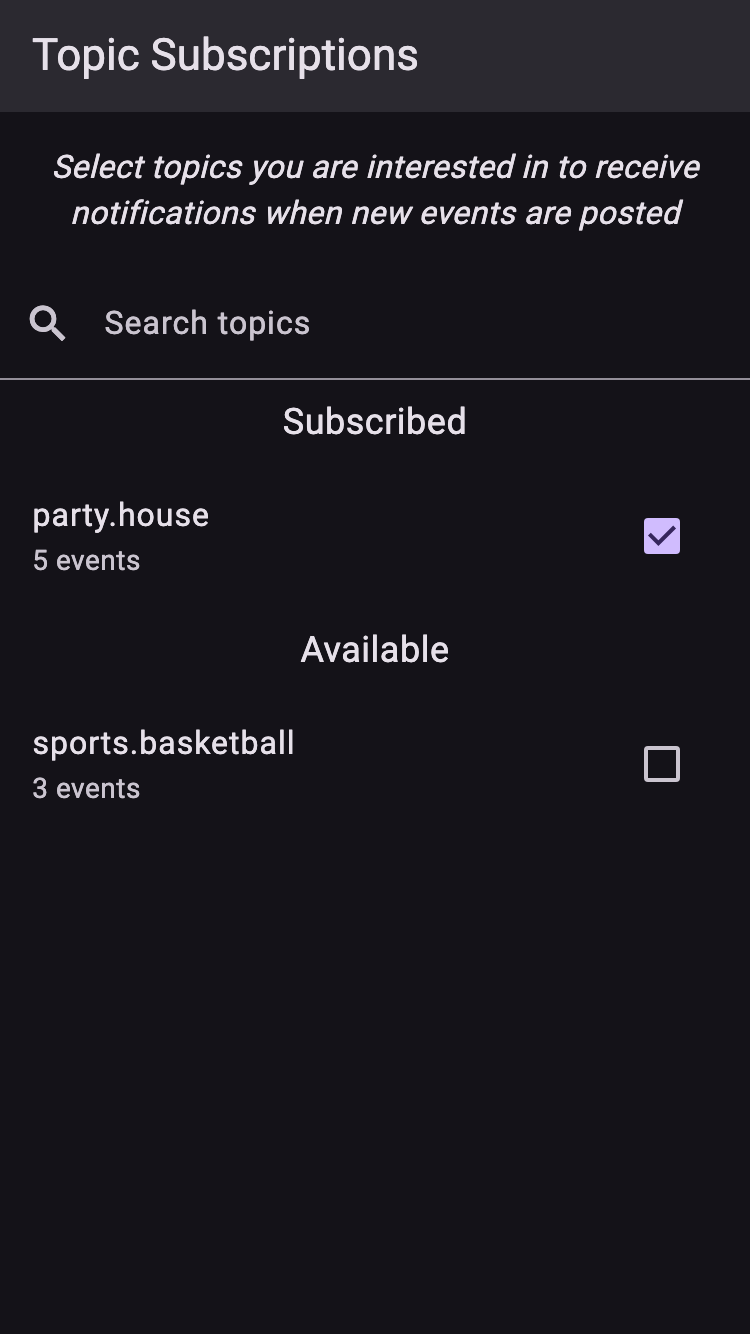 Topic Subscriptions
Select topics you are interested in to receive
notifications when new events are posted
Search topics
Subscribed
party.house
5 events
Available
sports.basketball
3 events